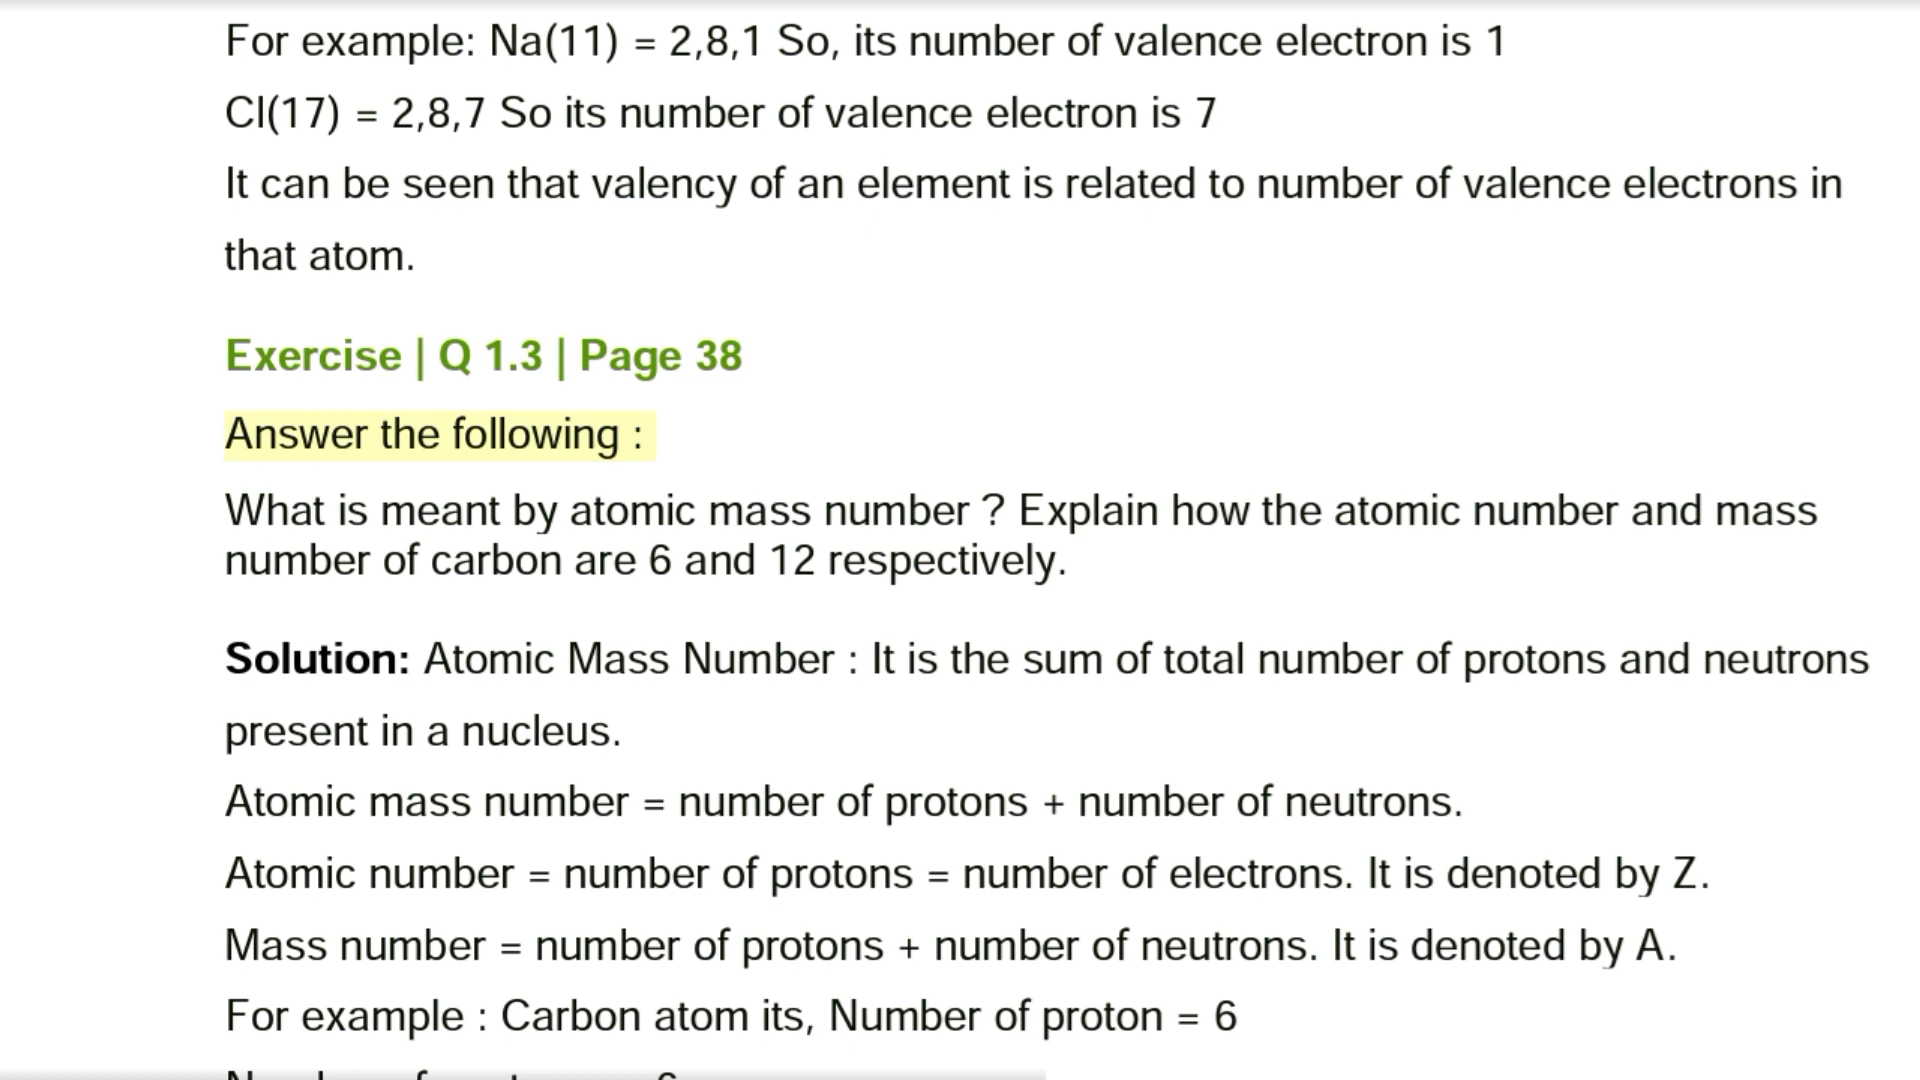 For example: Na(11) = 2,8,1 So, its number of valence electron is 1
Cl(17) = 2,8,7 So its number of valence electron is 7
It can be seen that valency of an element is related to number of valence electrons in
that atom.
Exercise | Q 1.3 | Page 38
Answer the following :
What is meant by atomic mass number ? Explain how the atomic number and mass
number of carbon are 6 and 12 respectively.
Solution: Atomic Mass Number : It is the sum of total number of protons and neutrons
present in a nucleus.
Atomic mass number = number of protons + number of neutrons.
Atomic number = number of protons = number of electrons. It is denoted by Z.
Mass number = number of protons + number of neutrons. It is denoted by A.
For example : Carbon atom its, Number of proton = 6